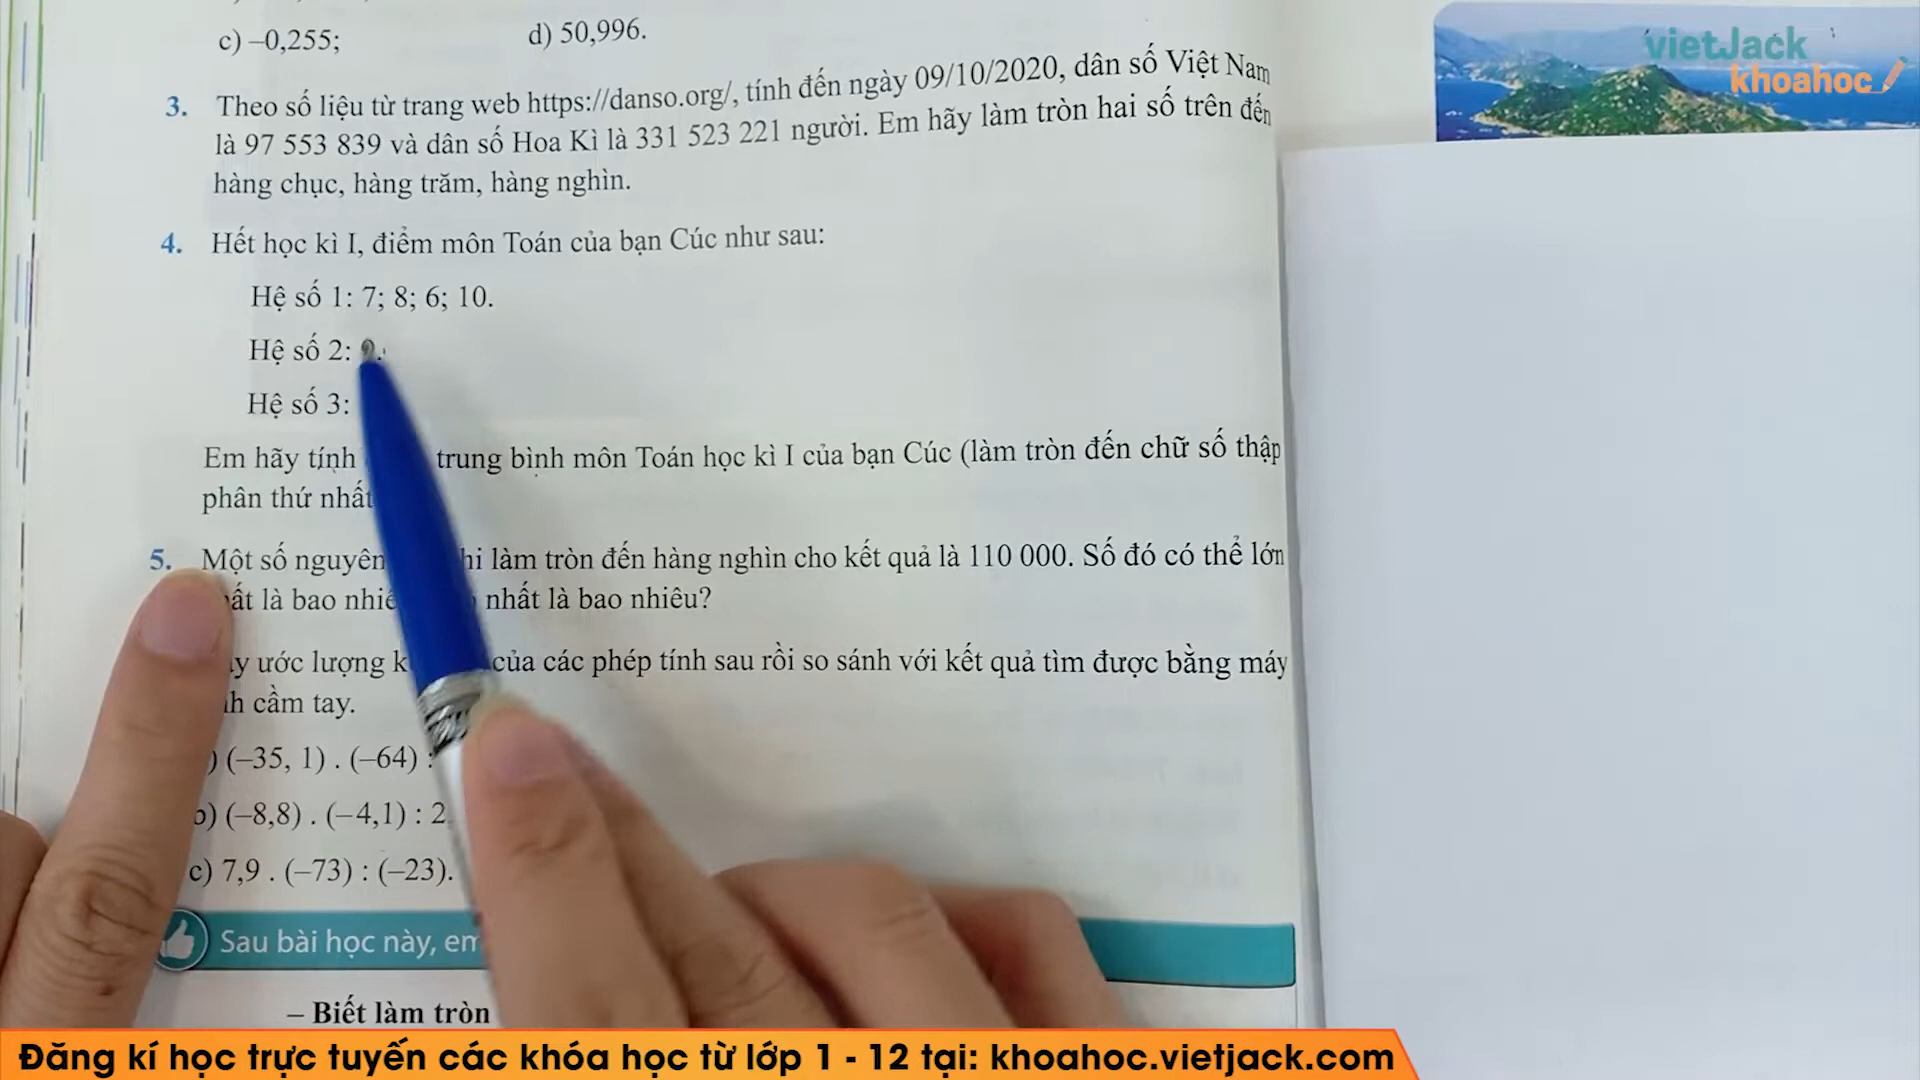 c) –0,255;
d) 50,996.
vietJack
khoahoc
3. Theo số liệu từ trang web https://danso.org/, tính đến ngày 09/10/2020, dân số Việt Nam
là 97 553 839 và dân số Hoa Kì là 331 523 221 người. Em hãy làm tròn hai số trên đến
hàng chục, hàng trăm, hàng nghìn.
4. Hết học kì I, điểm môn Toán của bạn Cúc như sau:
Hệ số 1: 7; 8; 6; 10.
Hệ số 2:
Hệ số 3:
Em hãy tính trung bình môn Toán học kì I của bạn Cúc (làm tròn đến chữ số thập
phân thứ nhất
5. Một số nguyên làm tròn đến hàng nghìn cho kết quả là 110 000. Số đó có thể lớn
là bao nhiêu nhất là bao nhiêu?
ước lượng của các phép tính sau rồi so sánh với kết quả tìm được bằng máy
cầm tay.
(–35, 1) . (–64) :
b) (–8,8) . (–4,1) : 2
c) 7,9 . (–73) : (–23).
Sau bài học này, em
– Biết làm tròn
Đăng kí học trực tuyến các khóa học từ lớp 1 - 12 tại: khoahoc.vietjack.com